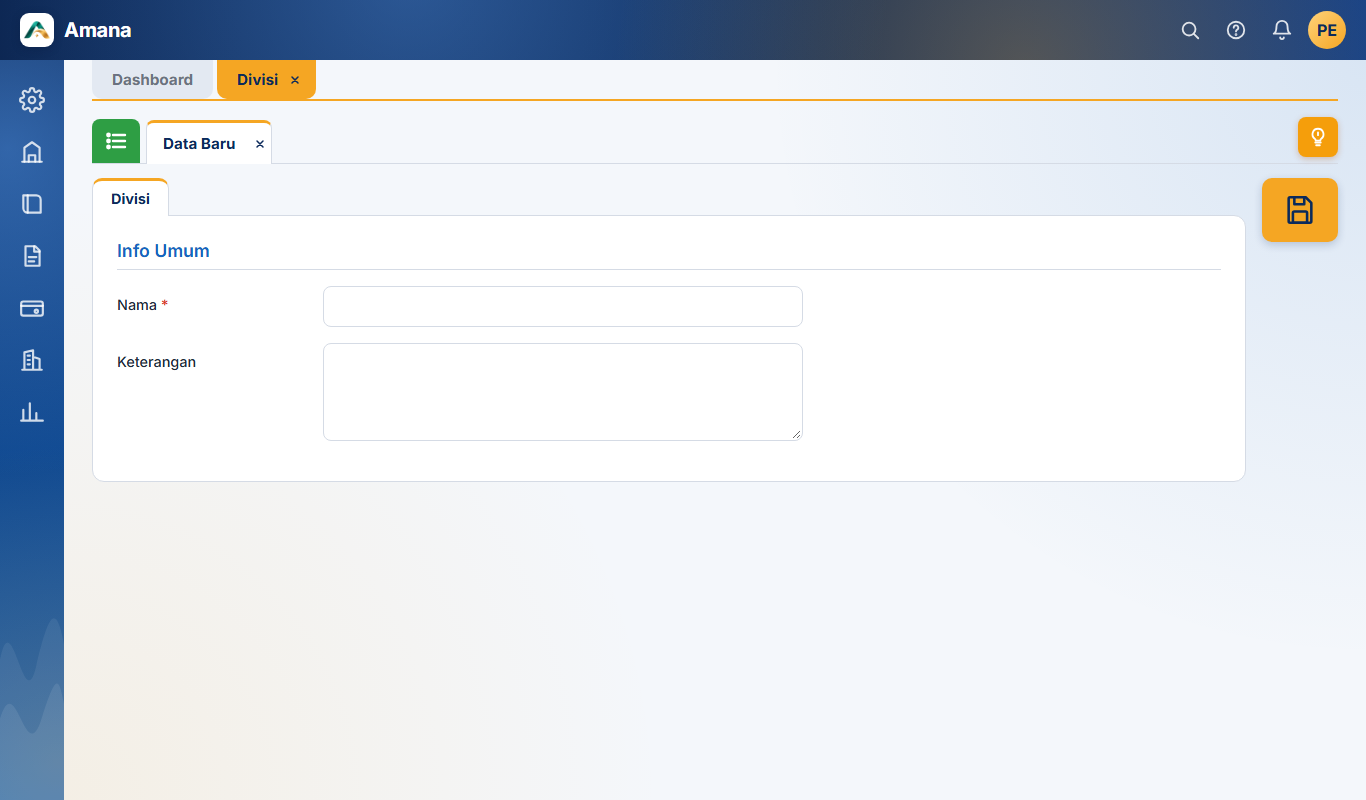 Amana
PE
Dashboard
Divisi ×
Data Baru ×
Divisi
Info Umum
Nama *
Keterangan